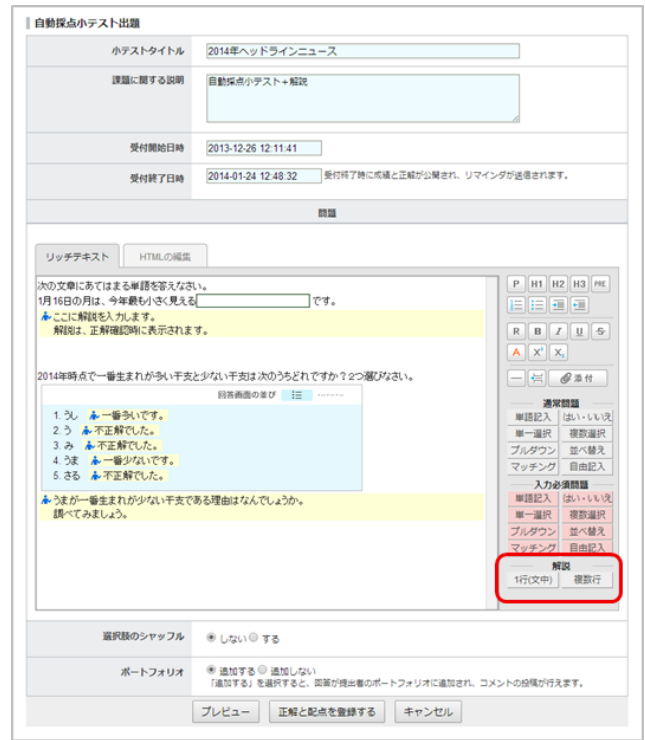 自動採点小テスト出題
小テストタイトル 2014年ヘッドラインニュース
課題に関する説明 自動採点小テスト+解説
受付開始日時 2013-12-26 12:11:41
受付終了日時 2014-01-24 12:48:32 受付終了時に成績と正解が公開され、リマインダが送信されます。
問題
リッチテキスト HTMLの編集
次の文章にあてはまる単語を答えなさい。
1月16日の月は、今年最も小さく見える です。
ここに解説を入力します。
解説は、正解確認時に表示されます。
2014年時点で一番生まれが多い干支と少ない干支は次のうちどれですか?2つ選びなさい。
回答画面の並び
1. うし 一番多いです。
2. う 不正解でした。
3. み 不正解でした。
4. うま 一番少ないです。
5. さる 不正解でした。
うまが一番生まれが少ない干支である理由はなんでしょうか。
調べてみましょう。
P H1 H2 H3 PRE
R B I U S
A X² X₂
添付
通常問題
単語記入 はい・いいえ
単一選択 複数選択
プルダウン 並べ替え
マッチング 自由記入
入力必須問題
単語記入 はい・いいえ
単一選択 複数選択
プルダウン 並べ替え
マッチング 自由記入
解説
1行(文中) 複数行
選択肢のシャッフル しない する
ポートフォリオ 追加する 追加しない
「追加する」を選択すると、回答が提出者のポートフォリオに追加され、コメントの投稿が行えます。
プレビュー 正解と配点を登録する キャンセル